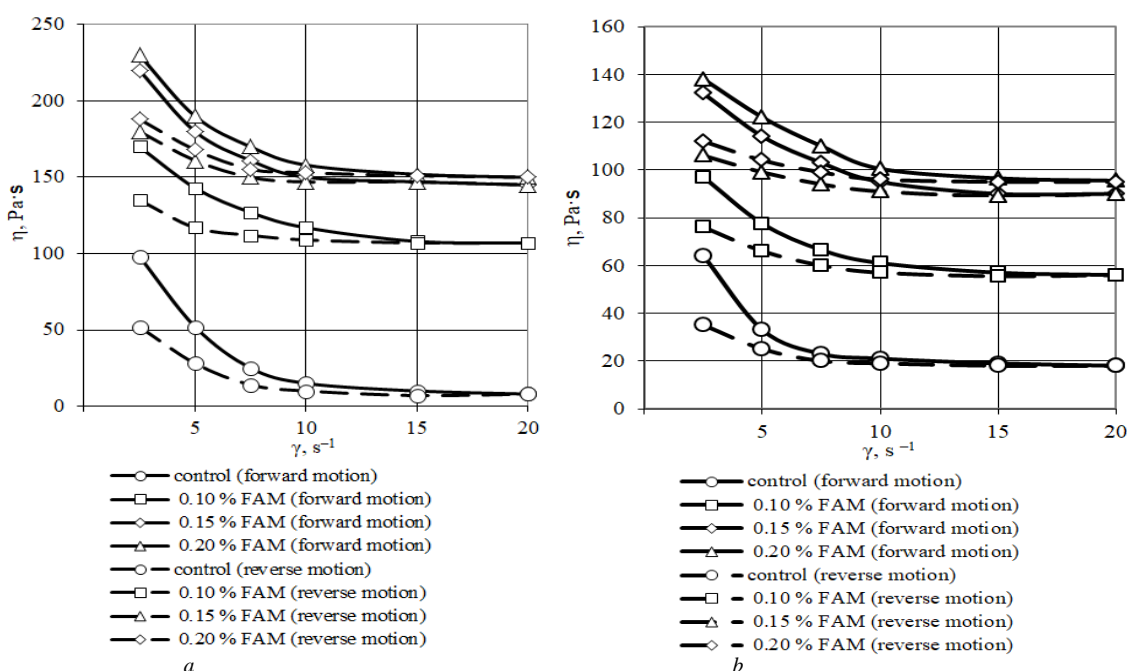 250
200
150
100
50
0
η, Pa·s
5
10
15
20
γ, s⁻¹
control (forward motion)
0.10 % FAM (forward motion)
0.15 % FAM (forward motion)
0.20 % FAM (forward motion)
control (reverse motion)
0.10 % FAM (reverse motion)
0.15 % FAM (reverse motion)
0.20 % FAM (reverse motion)
a
160
140
120
100
80
60
40
20
0
η, Pa·s
5
10
15
20
γ, s⁻¹
control (forward motion)
0.10 % FAM (forward motion)
0.15 % FAM (forward motion)
0.20 % FAM (forward motion)
control (reverse motion)
0.10 % FAM (reverse motion)
0.15 % FAM (reverse motion)
0.20 % FAM (reverse motion)
b